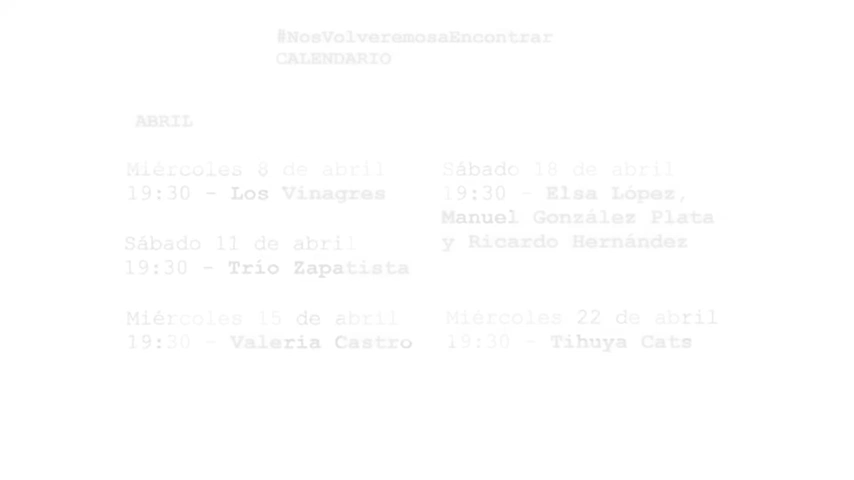 #NosVolveremosaEncontrar
CALENDARIO
ABRIL
Miércoles 8 de abril
19:30 - Los Vinagres
Sábado 11 de abril
19:30 - Trío Zapatista
Miércoles 15 de abril
19:30 - Valeria Castro
Sábado 18 de abril
19:30 - Elsa López,
Manuel González Plata
y Ricardo Hernández
Miércoles 22 de abril
19:30 - Tihuya Cats